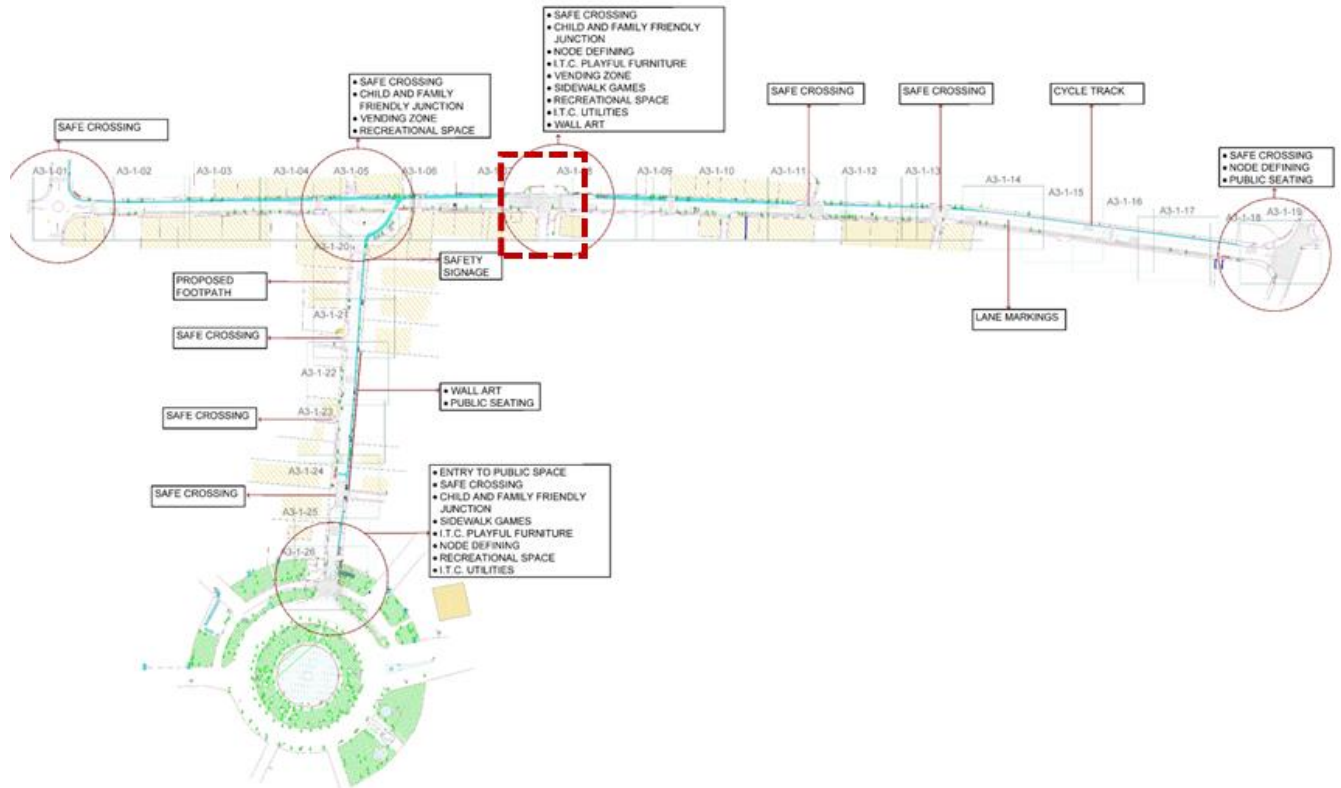 • SAFE CROSSING
• CHILD AND FAMILY FRIENDLY
JUNCTION
• NODE DEFINING
• I.T.C. PLAYFUL FURNITURE
• VENDING ZONE
• SIDEWALK GAMES
• RECREATIONAL SPACE
• I.T.C. UTILITIES
• WALL ART
• SAFE CROSSING
• CHILD AND FAMILY
FRIENDLY JUNCTION
• VENDING ZONE
• RECREATIONAL SPACE
SAFE CROSSING
SAFE CROSSING
CYCLE TRACK
SAFE CROSSING
• SAFE CROSSING
• NODE DEFINING
• PUBLIC SEATING
A3-1-01
A3-1-02
A3-1-03
A3-1-04
A3-1-05
A3-1-06
A3-1-09
A3-1-10
A3-1-11
A3-1-12
A3-1-13
A3-1-14
A3-1-15
A3-1-16
A3-1-17
A3-1-18
A3-1-19
A3-1-20
SAFETY
SIGNAGE
PROPOSED
FOOTPATH
A3-1-21
LANE MARKINGS
SAFE CROSSING
A3-1-22
• WALL ART
• PUBLIC SEATING
SAFE CROSSING
A3-1-23
A3-1-24
• ENTRY TO PUBLIC SPACE
• SAFE CROSSING
• CHILD AND FAMILY FRIENDLY
JUNCTION
• SIDEWALK GAMES
• I.T.C. PLAYFUL FURNITURE
• NODE DEFINING
• RECREATIONAL SPACE
• I.T.C. UTILITIES
SAFE CROSSING
A3-1-25
A3-1-26